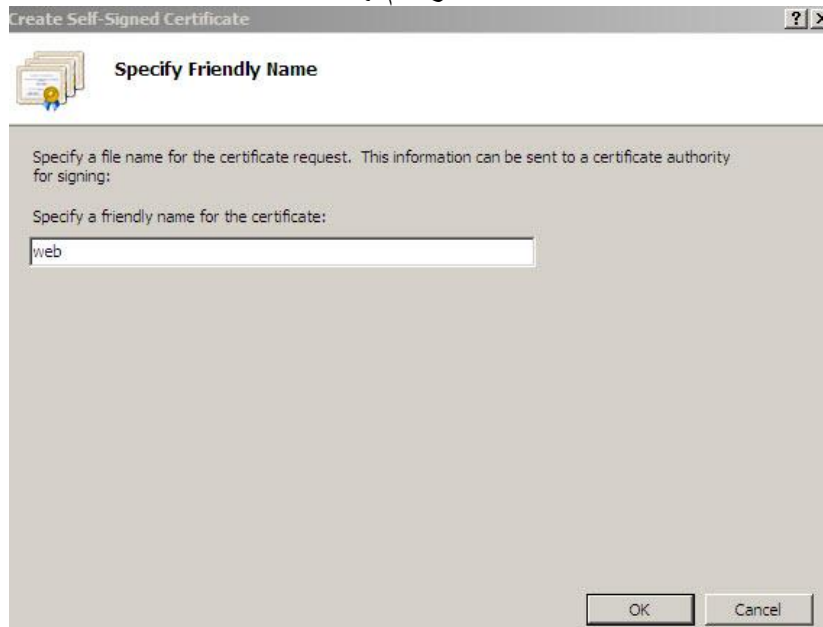 Create Self-Signed Certificate
Specify Friendly Name
Specify a file name for the certificate request. This information can be sent to a certificate authority
for signing:
Specify a friendly name for the certificate:
web
OK Cancel